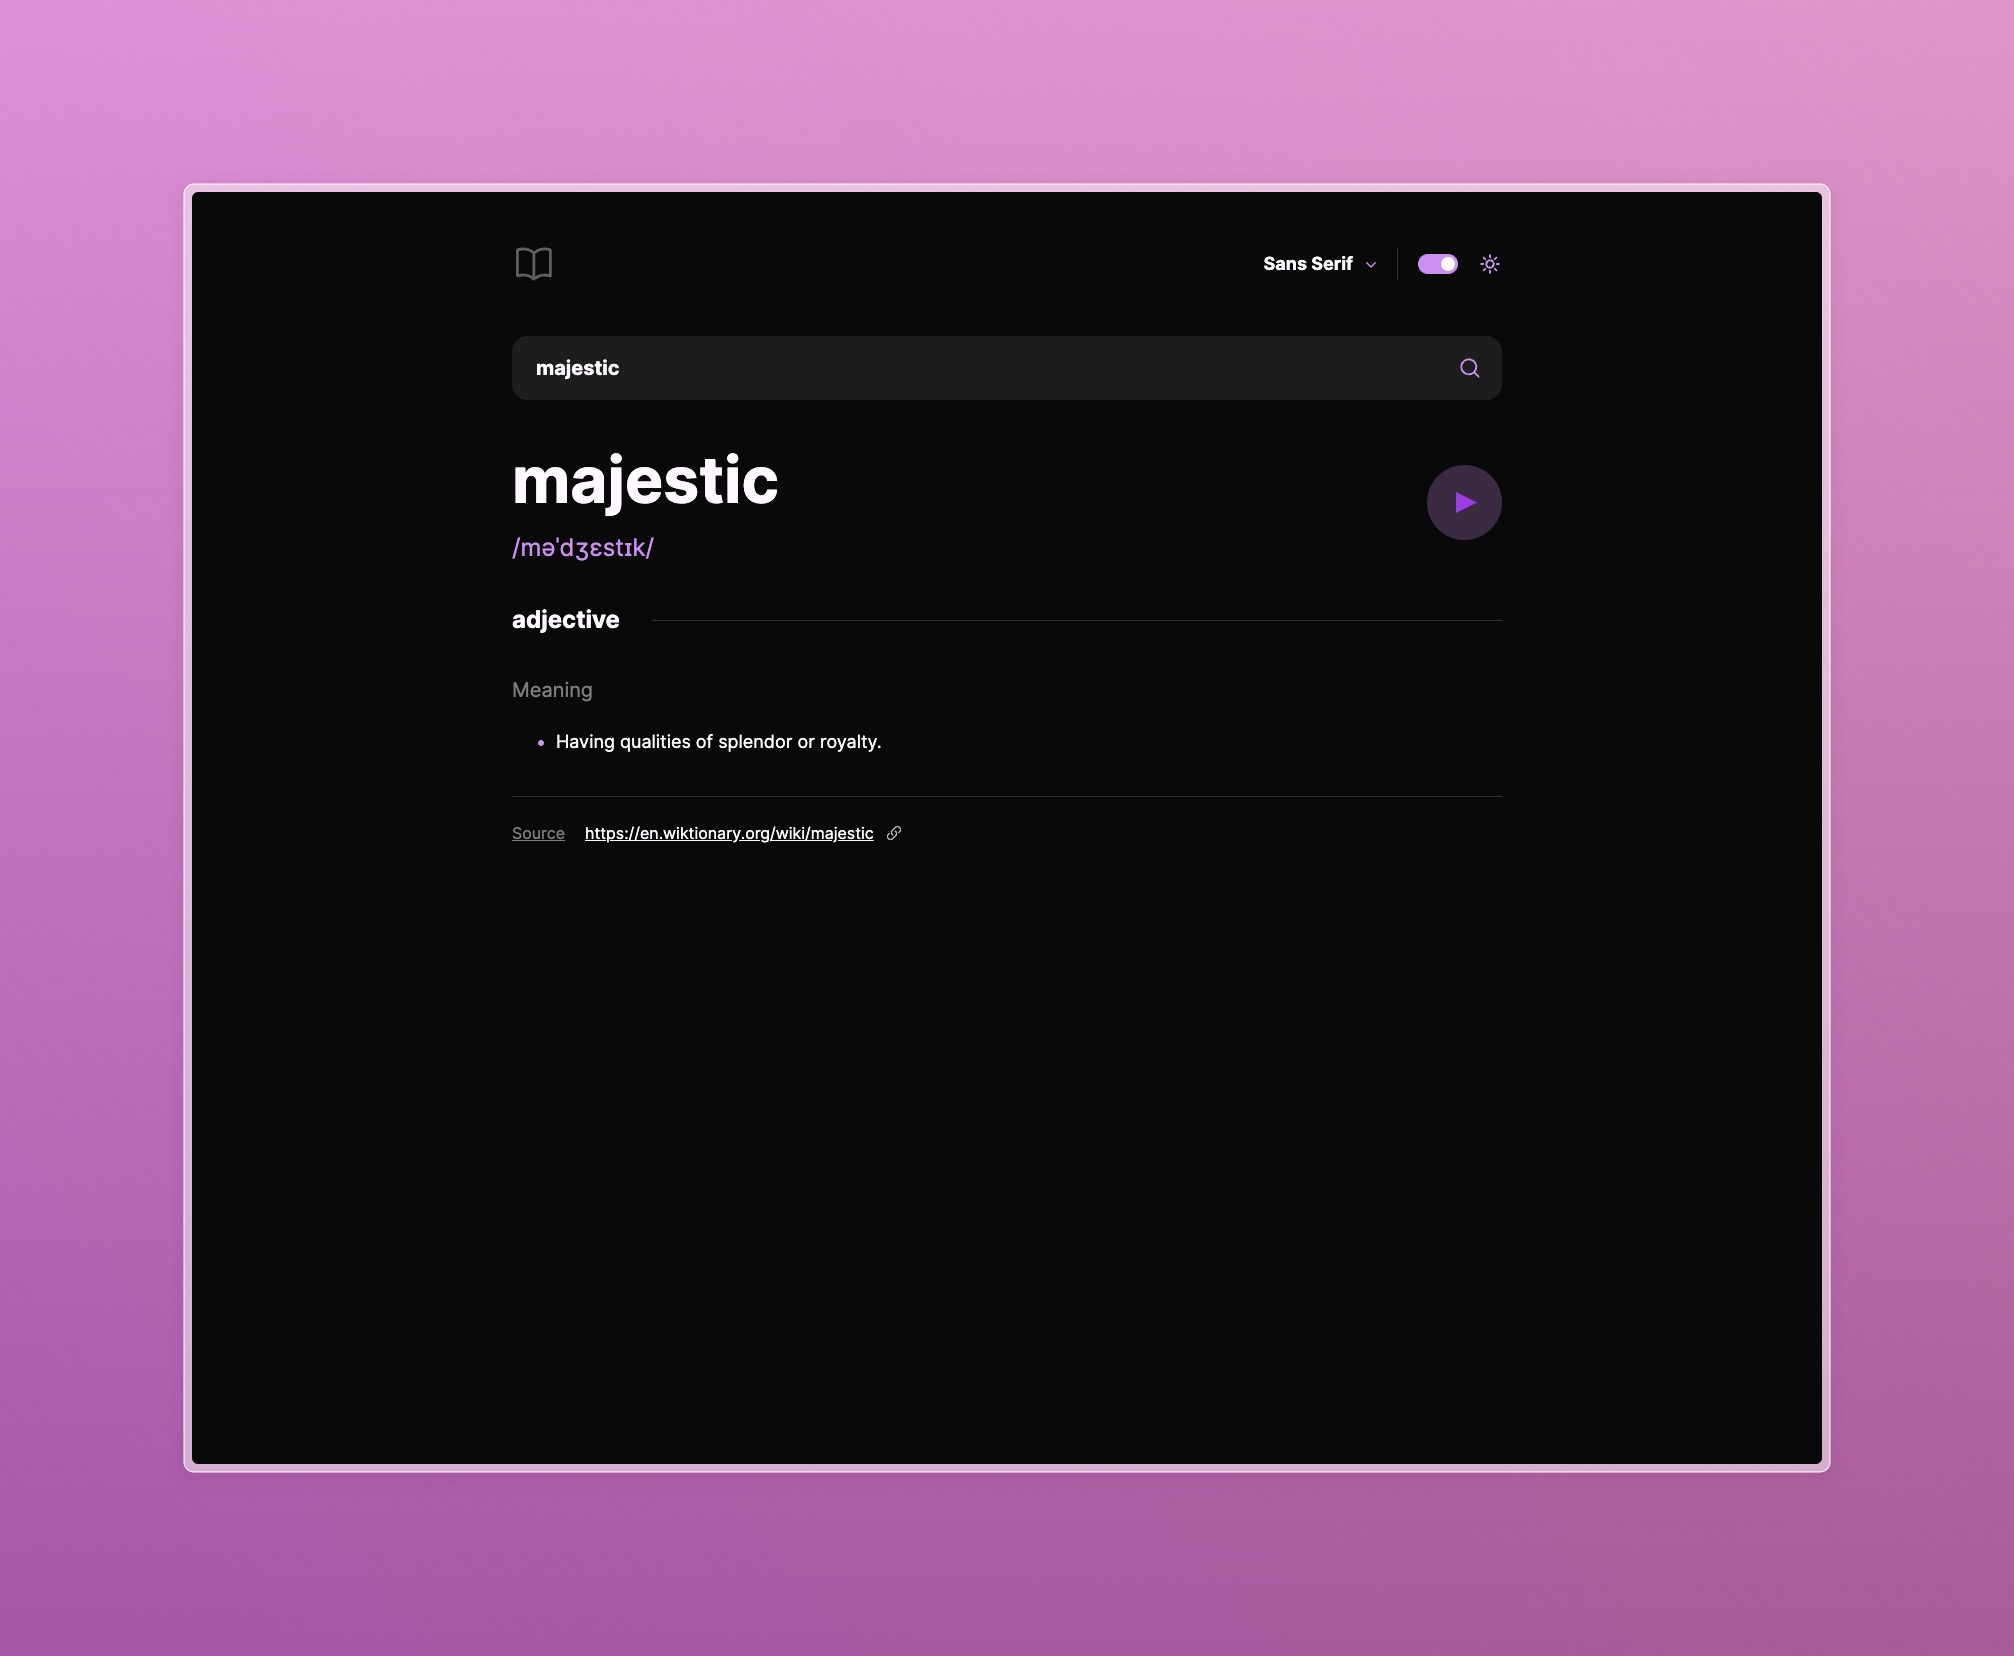 Sans Serif
majestic
majestic
/məˈdʒɛstɪk/
adjective
Meaning
Having qualities of splendor or royalty.
Source https://en.wiktionary.org/wiki/majestic